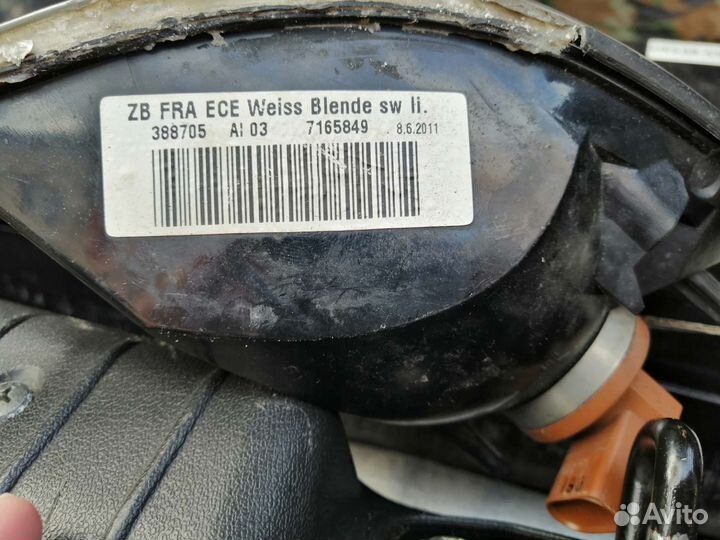 ZB FRA ECE Weiss Blende sw li.
388705 AI 03 7165849 8.6.2011
Avito